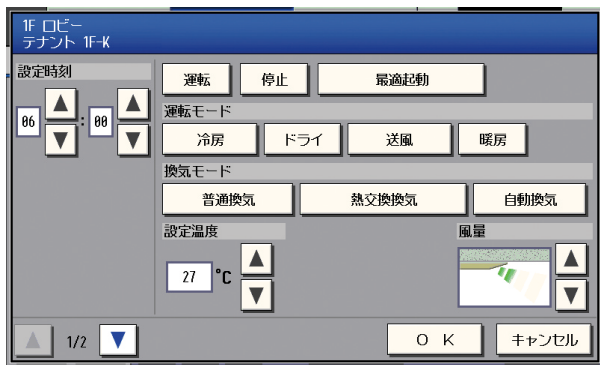 1F ロビー
テナント 1F-K
設定時刻
06 : 00
運転 停止 最適起動
運転モード
冷房 ドライ 送風 暖房
換気モード
普通換気 熱交換換気 自動換気
設定温度 風量
27 °C
1/2
OK キャンセル